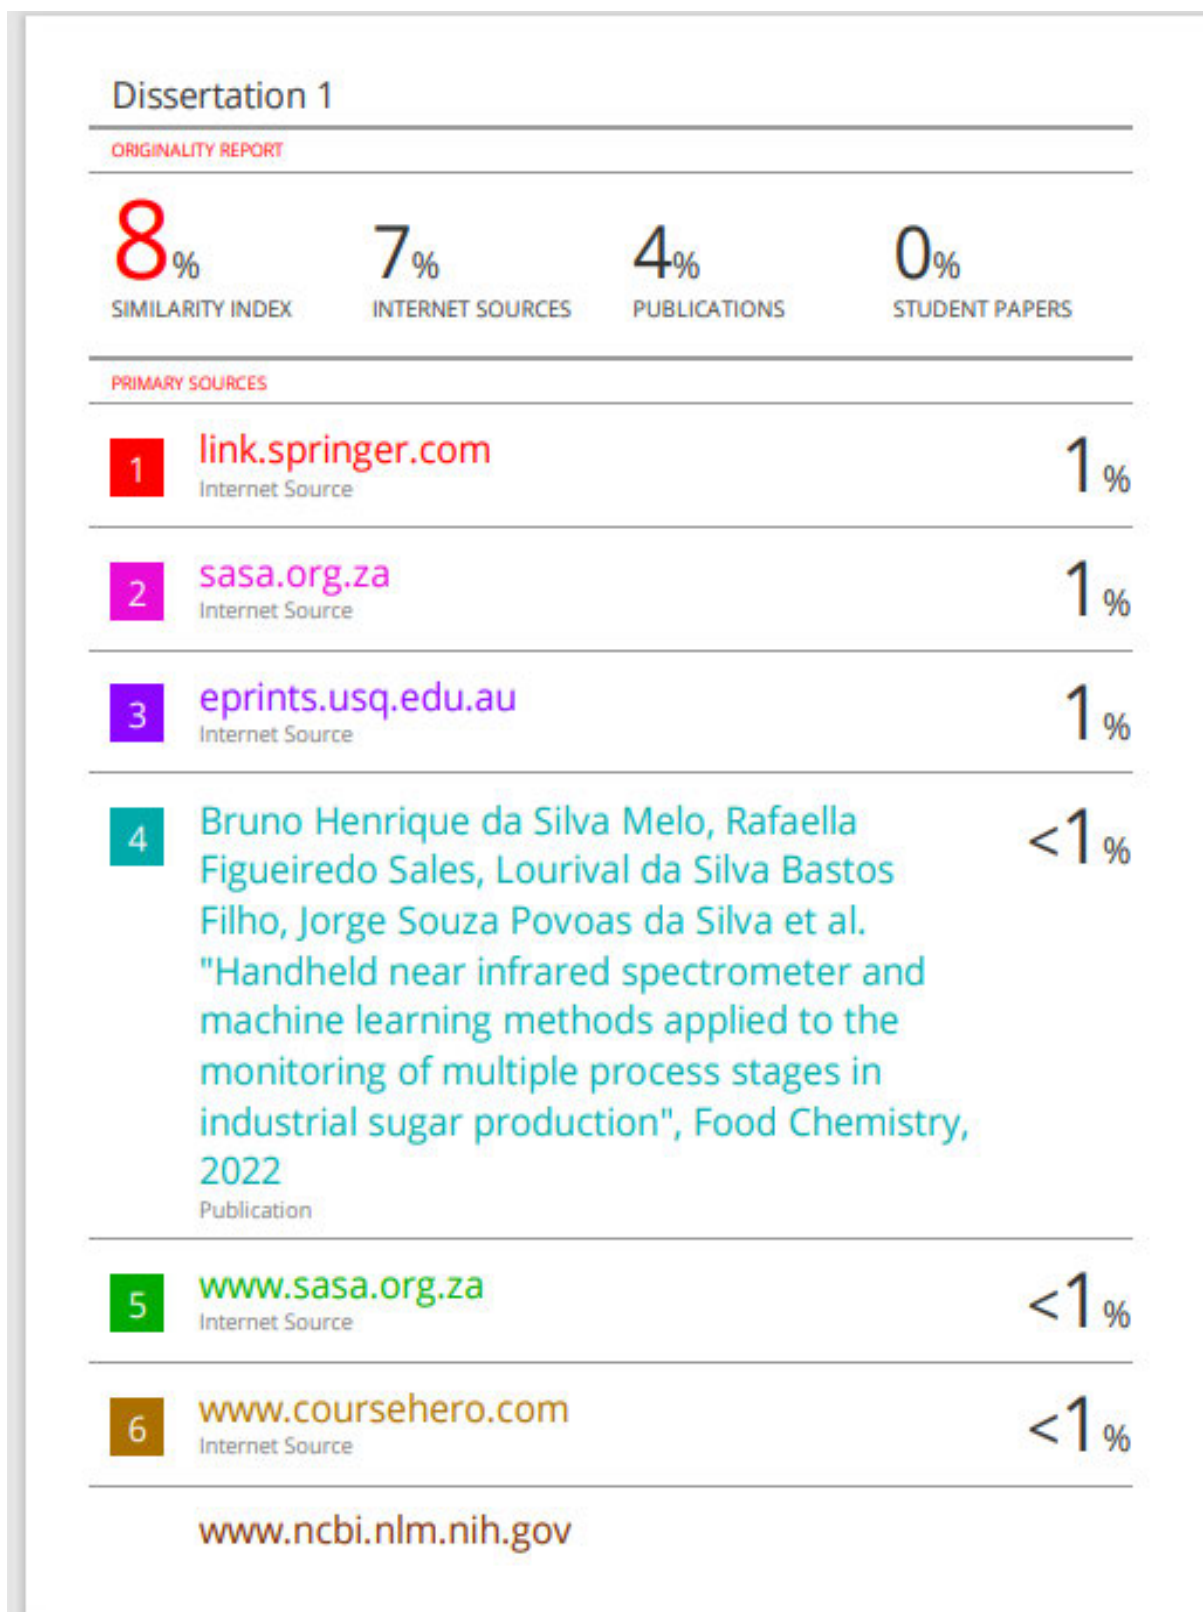 Dissertation 1
ORIGINALITY REPORT
8%
SIMILARITY INDEX
7%
INTERNET SOURCES
4%
PUBLICATIONS
0%
STUDENT PAPERS
PRIMARY SOURCES
1
link.springer.com
Internet Source
1%
2
sasa.org.za
Internet Source
1%
3
eprints.usq.edu.au
Internet Source
1%
4
Bruno Henrique da Silva Melo, Rafaella
Figueiredo Sales, Lourival da Silva Bastos
Filho, Jorge Souza Povoas da Silva et al.
"Handheld near infrared spectrometer and
machine learning methods applied to the
monitoring of multiple process stages in
industrial sugar production", Food Chemistry,
2022
Publication
<1%
5
www.sasa.org.za
Internet Source
<1%
6
www.coursehero.com
Internet Source
<1%
www.ncbi.nlm.nih.gov